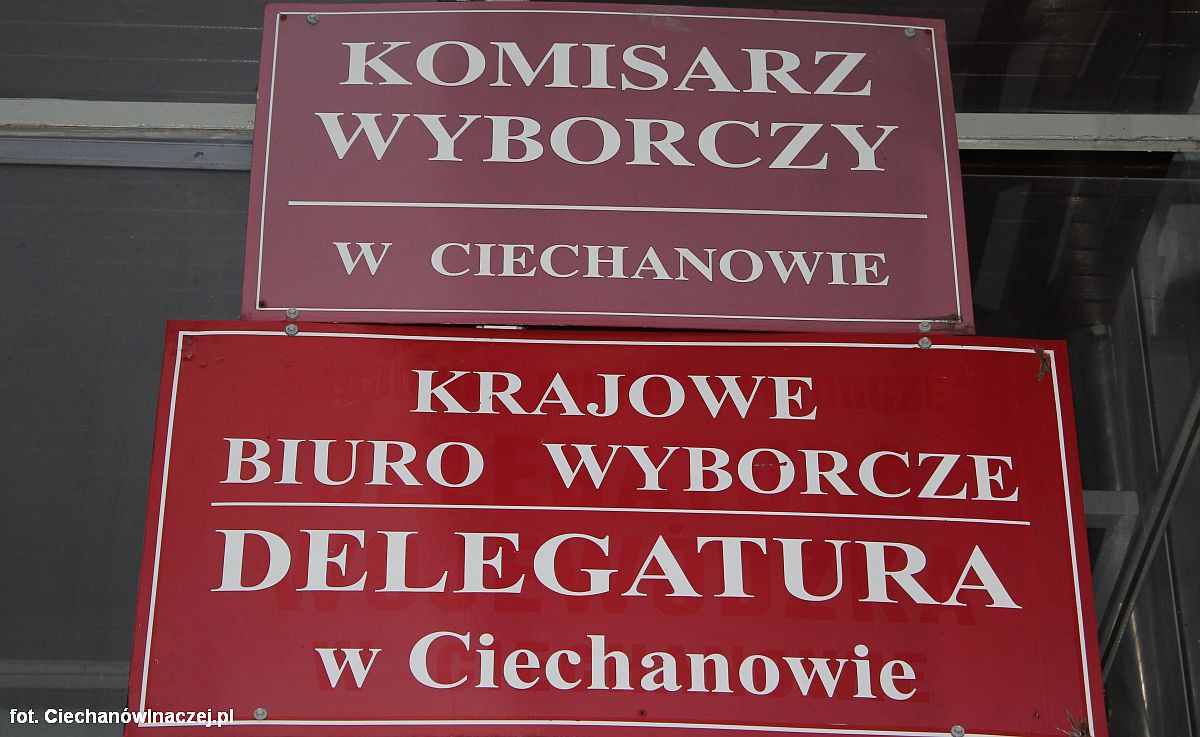 KOMISARZ
WYBORCZY
W CIECHANOWIE
KRAJOWE
BIURO WYBORCZE
DELEGATURA
w Ciechanowie
fot. CiechanówInaczej.pl